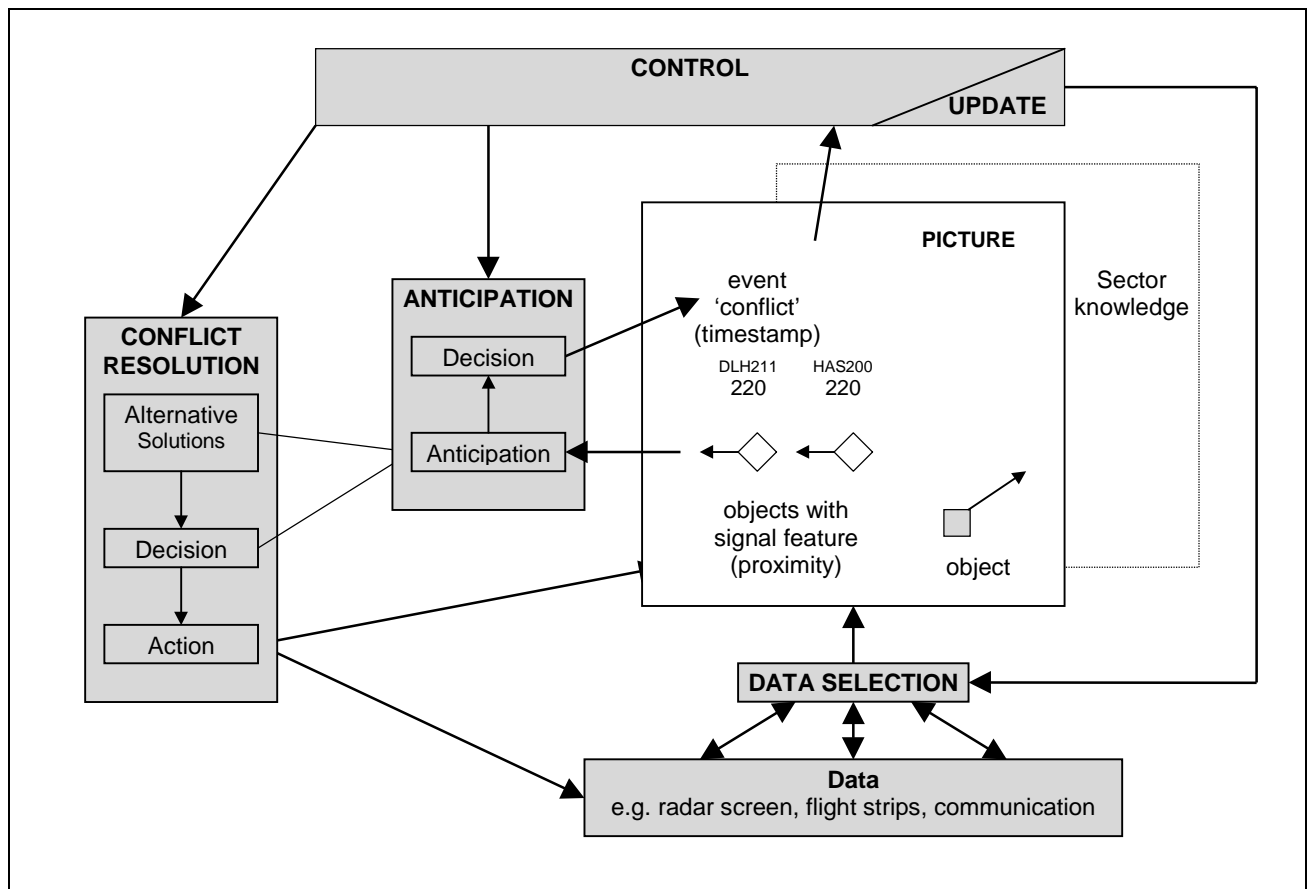 CONTROL
UPDATE
PICTURE
Sector
knowledge
event
‘conflict’
(timestamp)
DLH211 HAS200
220 220
objects with
signal feature
(proximity)
object
ANTICIPATION
Decision
Anticipation
CONFLICT
RESOLUTION
Alternative
Solutions
Decision
Action
DATA SELECTION
Data
e.g. radar screen, flight strips, communication